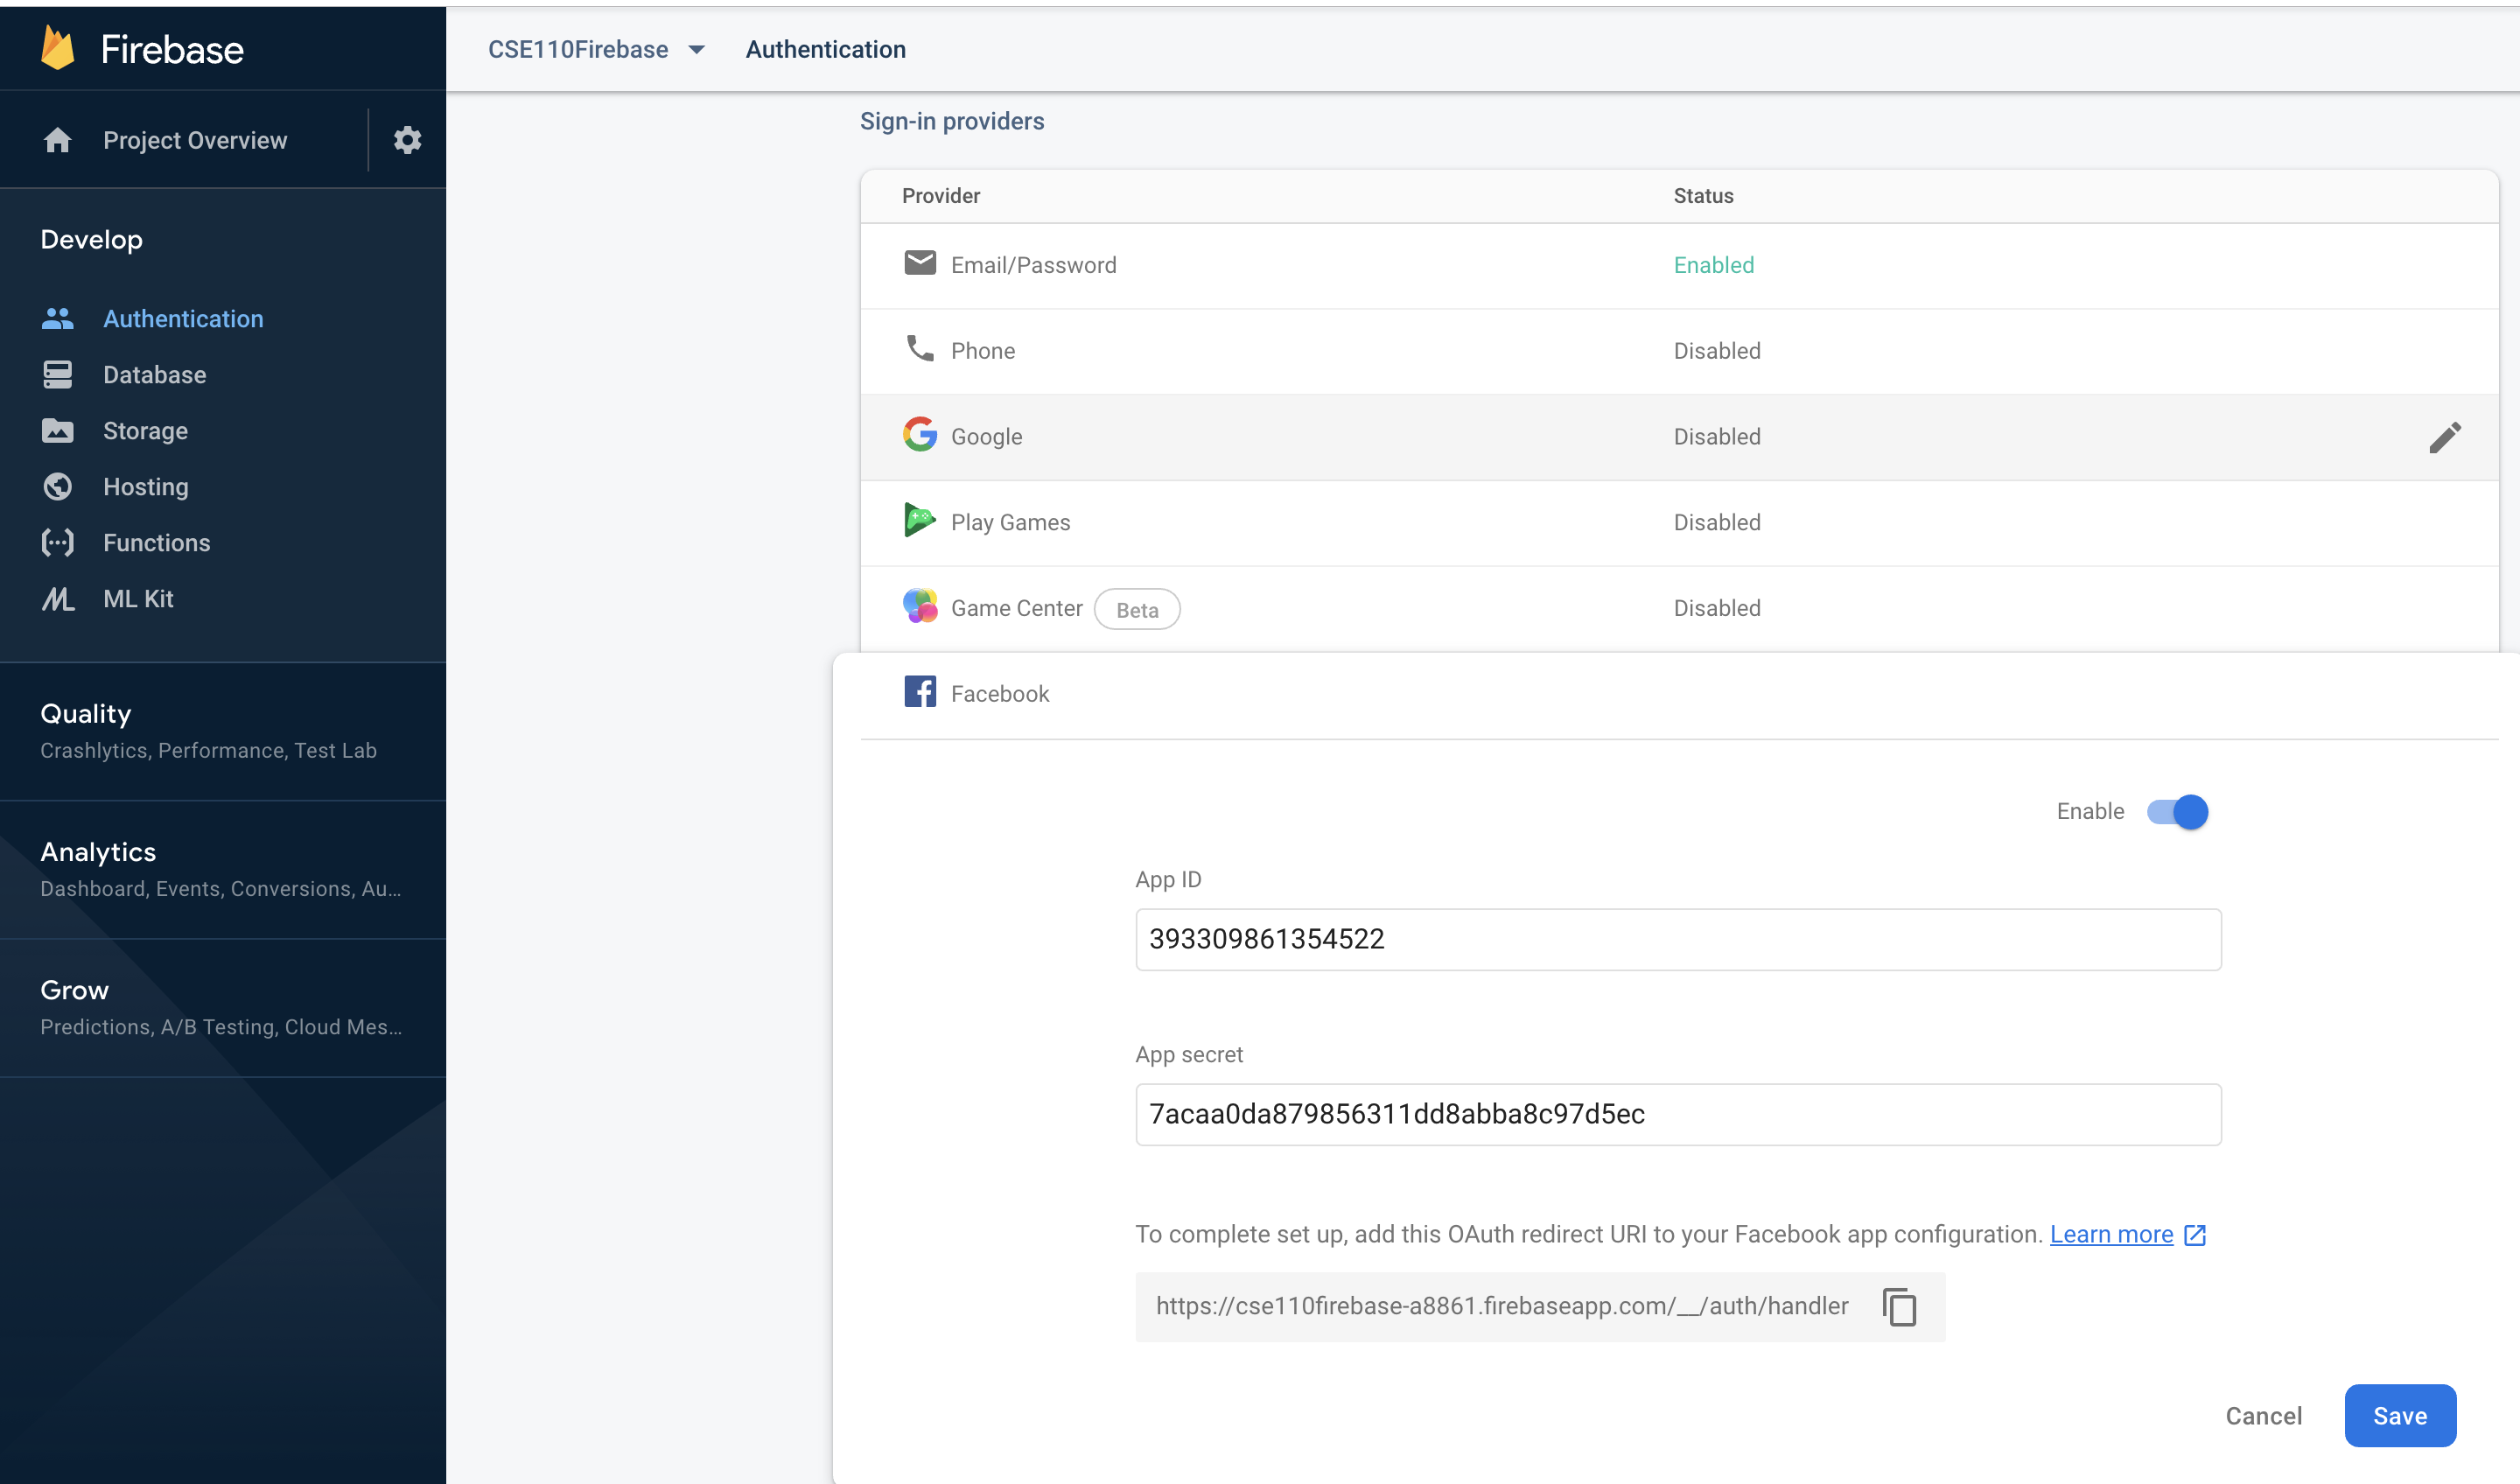 Firebase
CSE110Firebase Authentication
Project Overview
Develop
Authentication
Database
Storage
Hosting
Functions
ML Kit
Quality
Crashlytics, Performance, Test Lab
Analytics
Dashboard, Events, Conversions, Au...
Grow
Predictions, A/B Testing, Cloud Mes...
Sign-in providers
Provider Status
Email/Password Enabled
Phone Disabled
Google Disabled
Play Games Disabled
Game Center Beta Disabled
Facebook
Enable
App ID
393309861354522
App secret
7acaa0da879856311dd8abba8c97d5ec
To complete set up, add this OAuth redirect URI to your Facebook app configuration. Learn more
https://cse110firebase-a8861.firebaseapp.com/__/auth/handler
Cancel Save